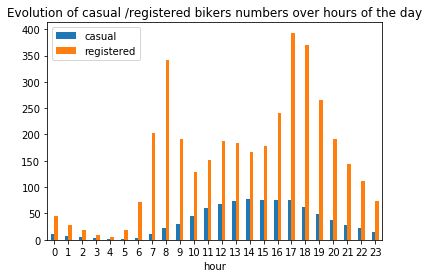 Evolution of casual /registered bikers numbers over hours of the day
casual
registered
400
350
300
250
200
150
100
50
0
0 1 2 3 4 5 6 7 8 9 10 11 12 13 14 15 16 17 18 19 20 21 22 23
hour